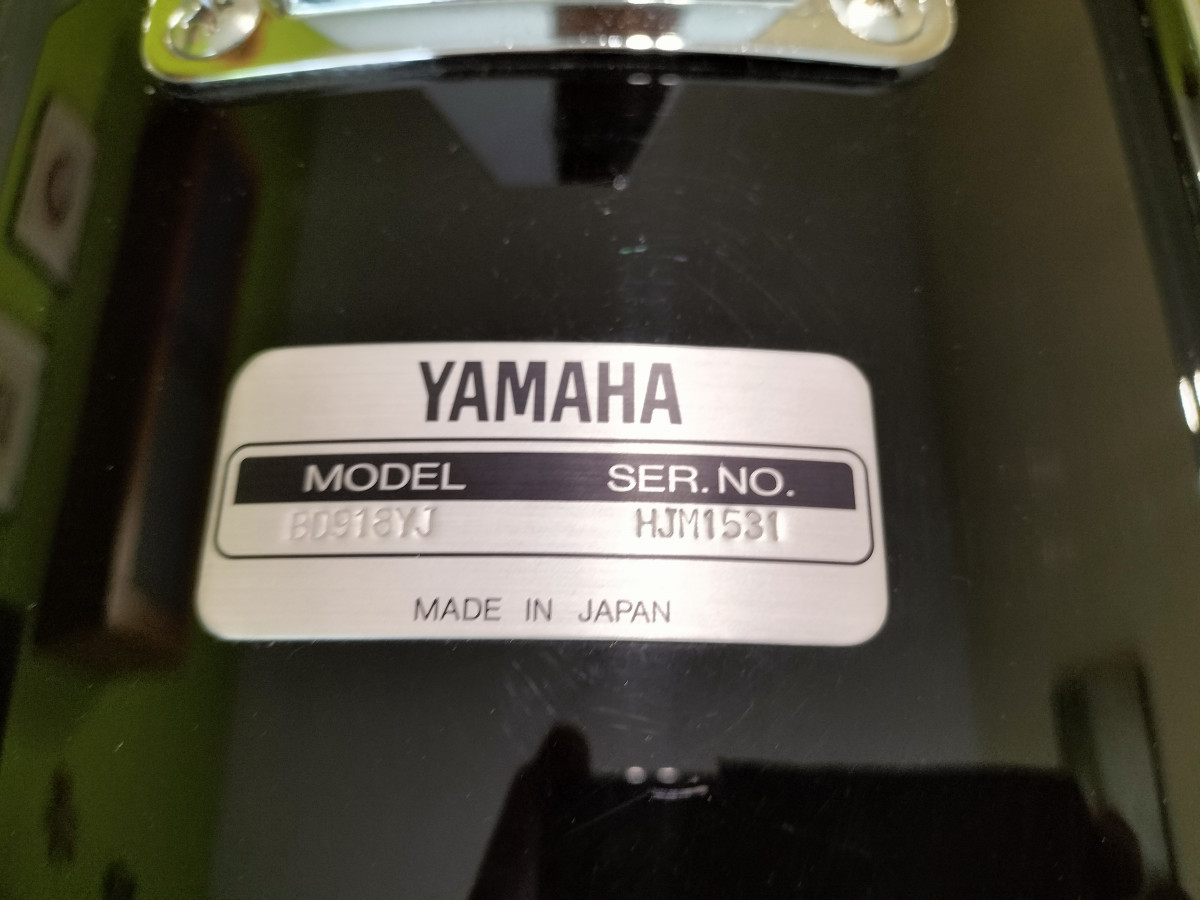 YAMAHA
MODEL SER.NO.
BD918YJ HJM1531
MADE IN JAPAN